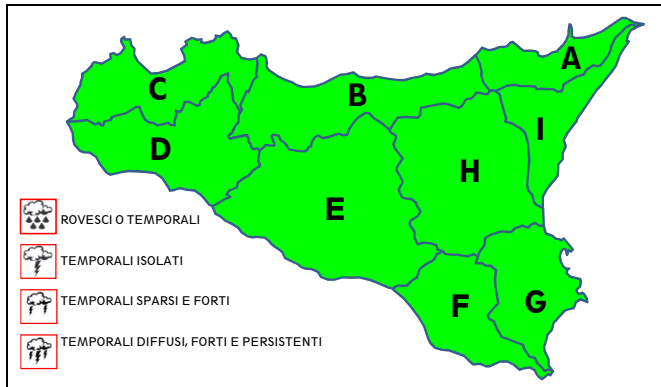 A
C
B
I
D
H
E
ROVESCI O TEMPORALI
TEMPORALI ISOLATI
TEMPORALI SPARSI E FORTI
F
G
TEMPORALI DIFFUSI, FORTI E PERSISTENTI